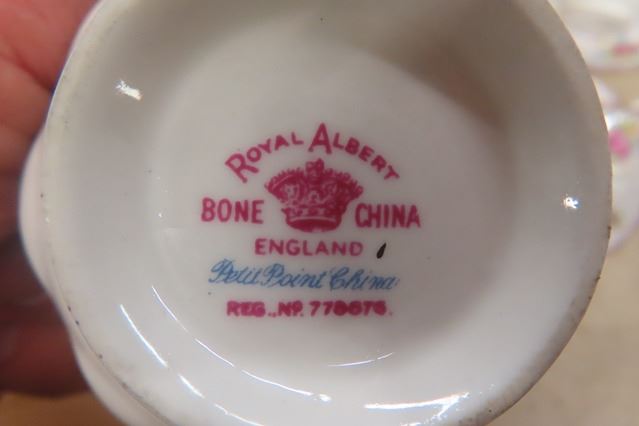 ROYAL ALBERT
BONE CHINA
ENGLAND
Petit Point China
REG., Nº. 778676.